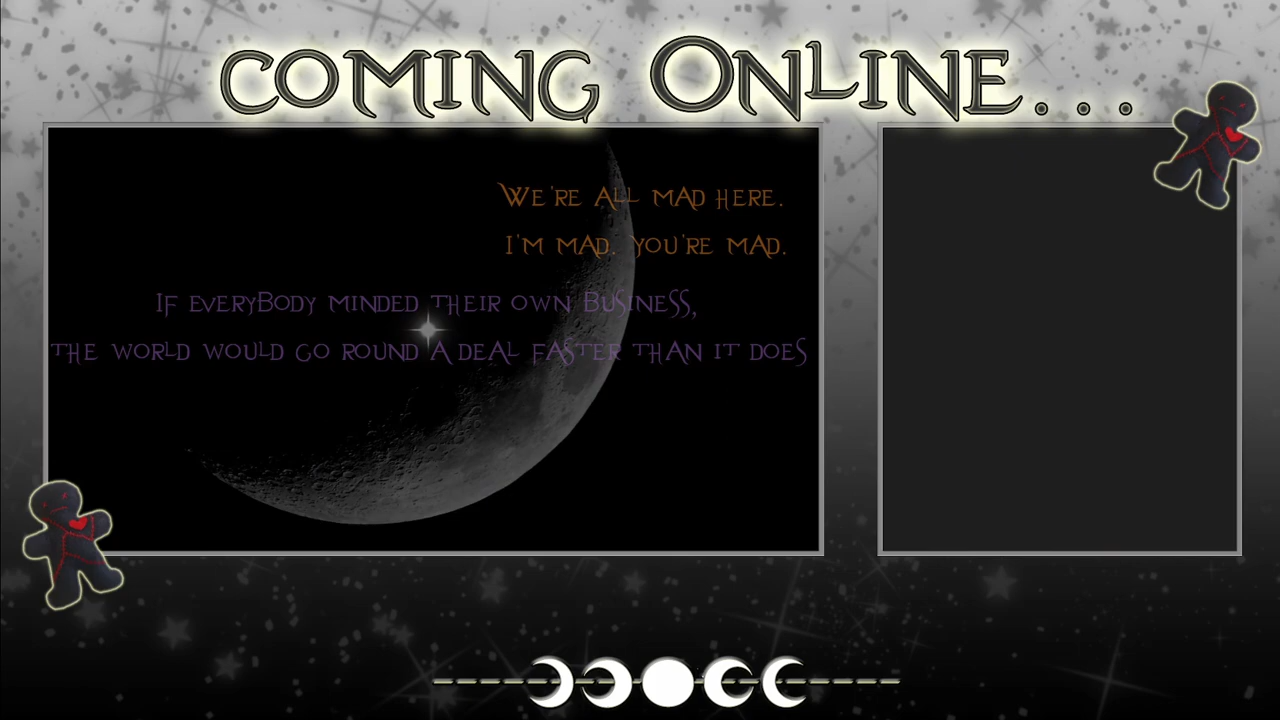 Coming Online...
We're all mad here.
I'm mad. You're mad.
If everybody minded their own business,
the world would go round a deal faster than it does